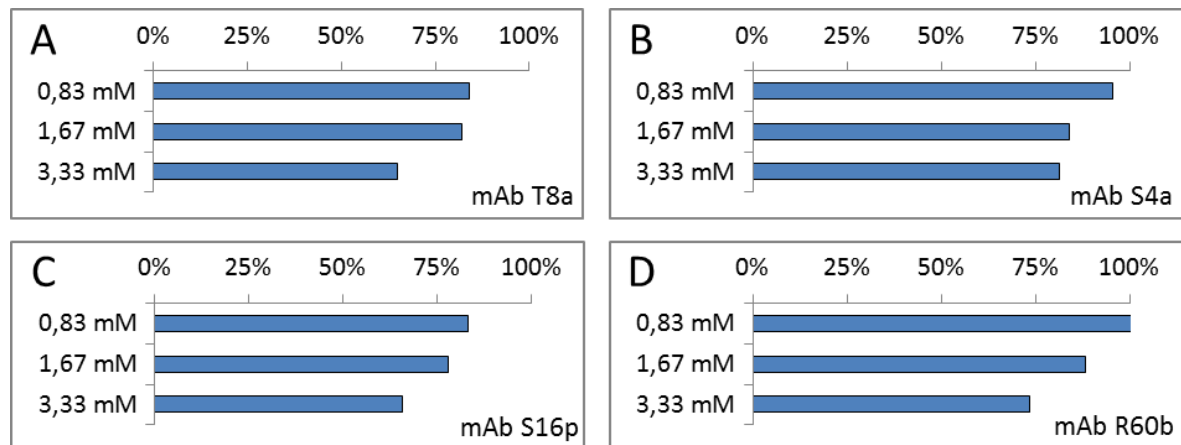 A
0% 25% 50% 75% 100%
0,83 mM
1,67 mM
3,33 mM
mAb T8a
B
0% 25% 50% 75% 100%
0,83 mM
1,67 mM
3,33 mM
mAb S4a
C
0% 25% 50% 75% 100%
0,83 mM
1,67 mM
3,33 mM
mAb S16p
D
0% 25% 50% 75% 100%
0,83 mM
1,67 mM
3,33 mM
mAb R60b